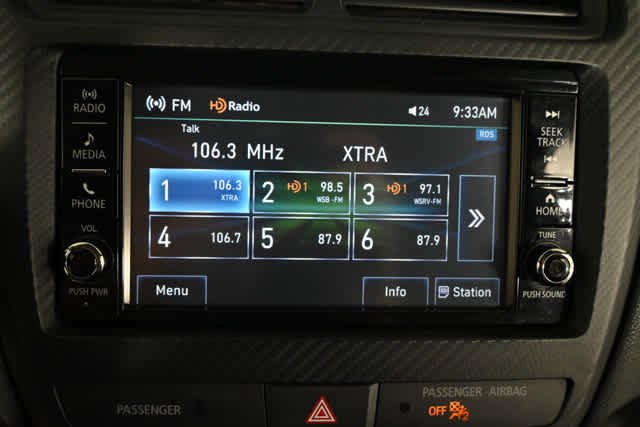 RADIO
MEDIA
PHONE
VOL
PUSH PWR
FM HD Radio 24 9:33AM
Talk RDS
106.3 MHz XTRA
1 106.3 XTRA
2 HD 1 98.5 WSB-FM
3 HD 1 97.1 WSRV-FM
4 106.7
5 87.9
6 87.9
Menu Info Station
SEEK
TRACK
HOME
TUNE
PUSH SOUND
PASSENGER
PASSENGER AIRBAG
OFF 2